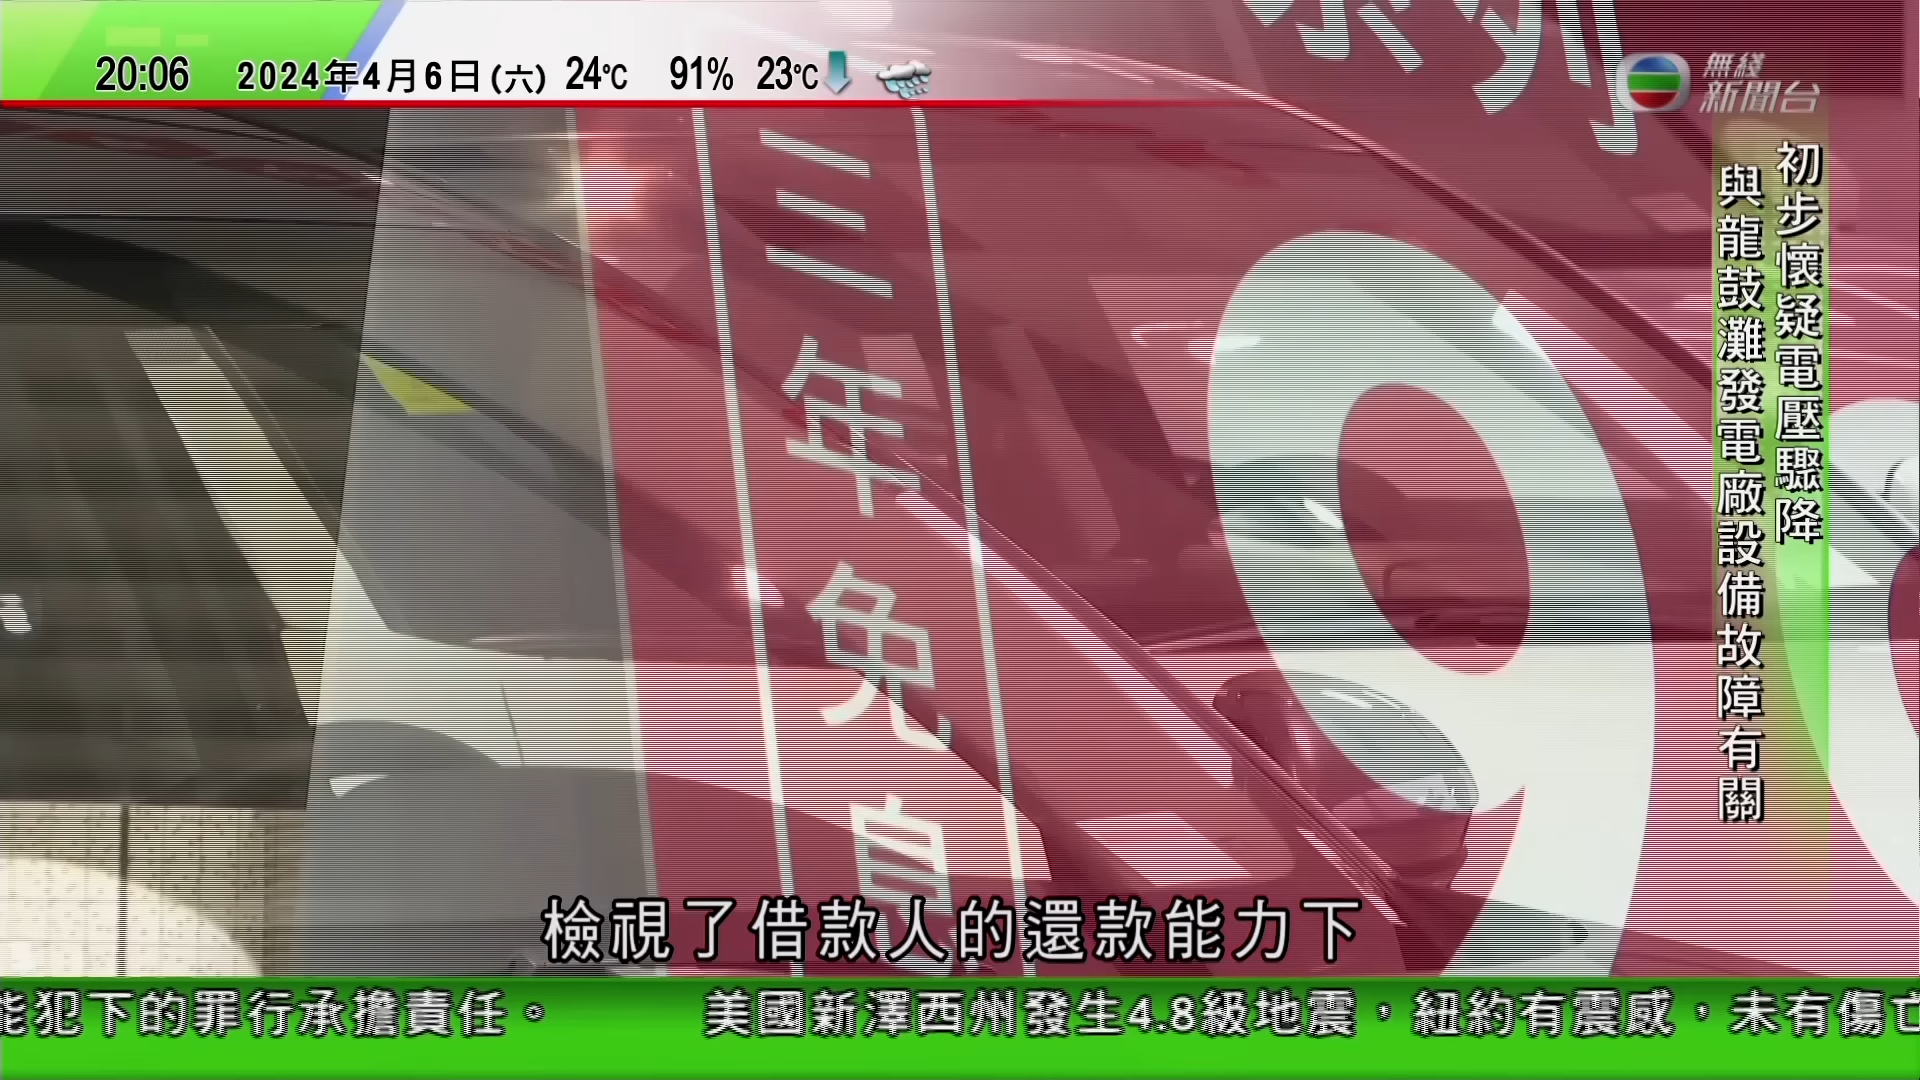 20:06 2024年4月6日(六) 24℃ 91% 23℃
無綫
新聞台
初步懷疑電壓驟降
與龍鼓灘發電廠設備故障有關
三年免息
9
檢視了借款人的還款能力下
能犯下的罪行承擔責任。 美國新澤西州發生4.8級地震，紐約有震感，未有傷亡